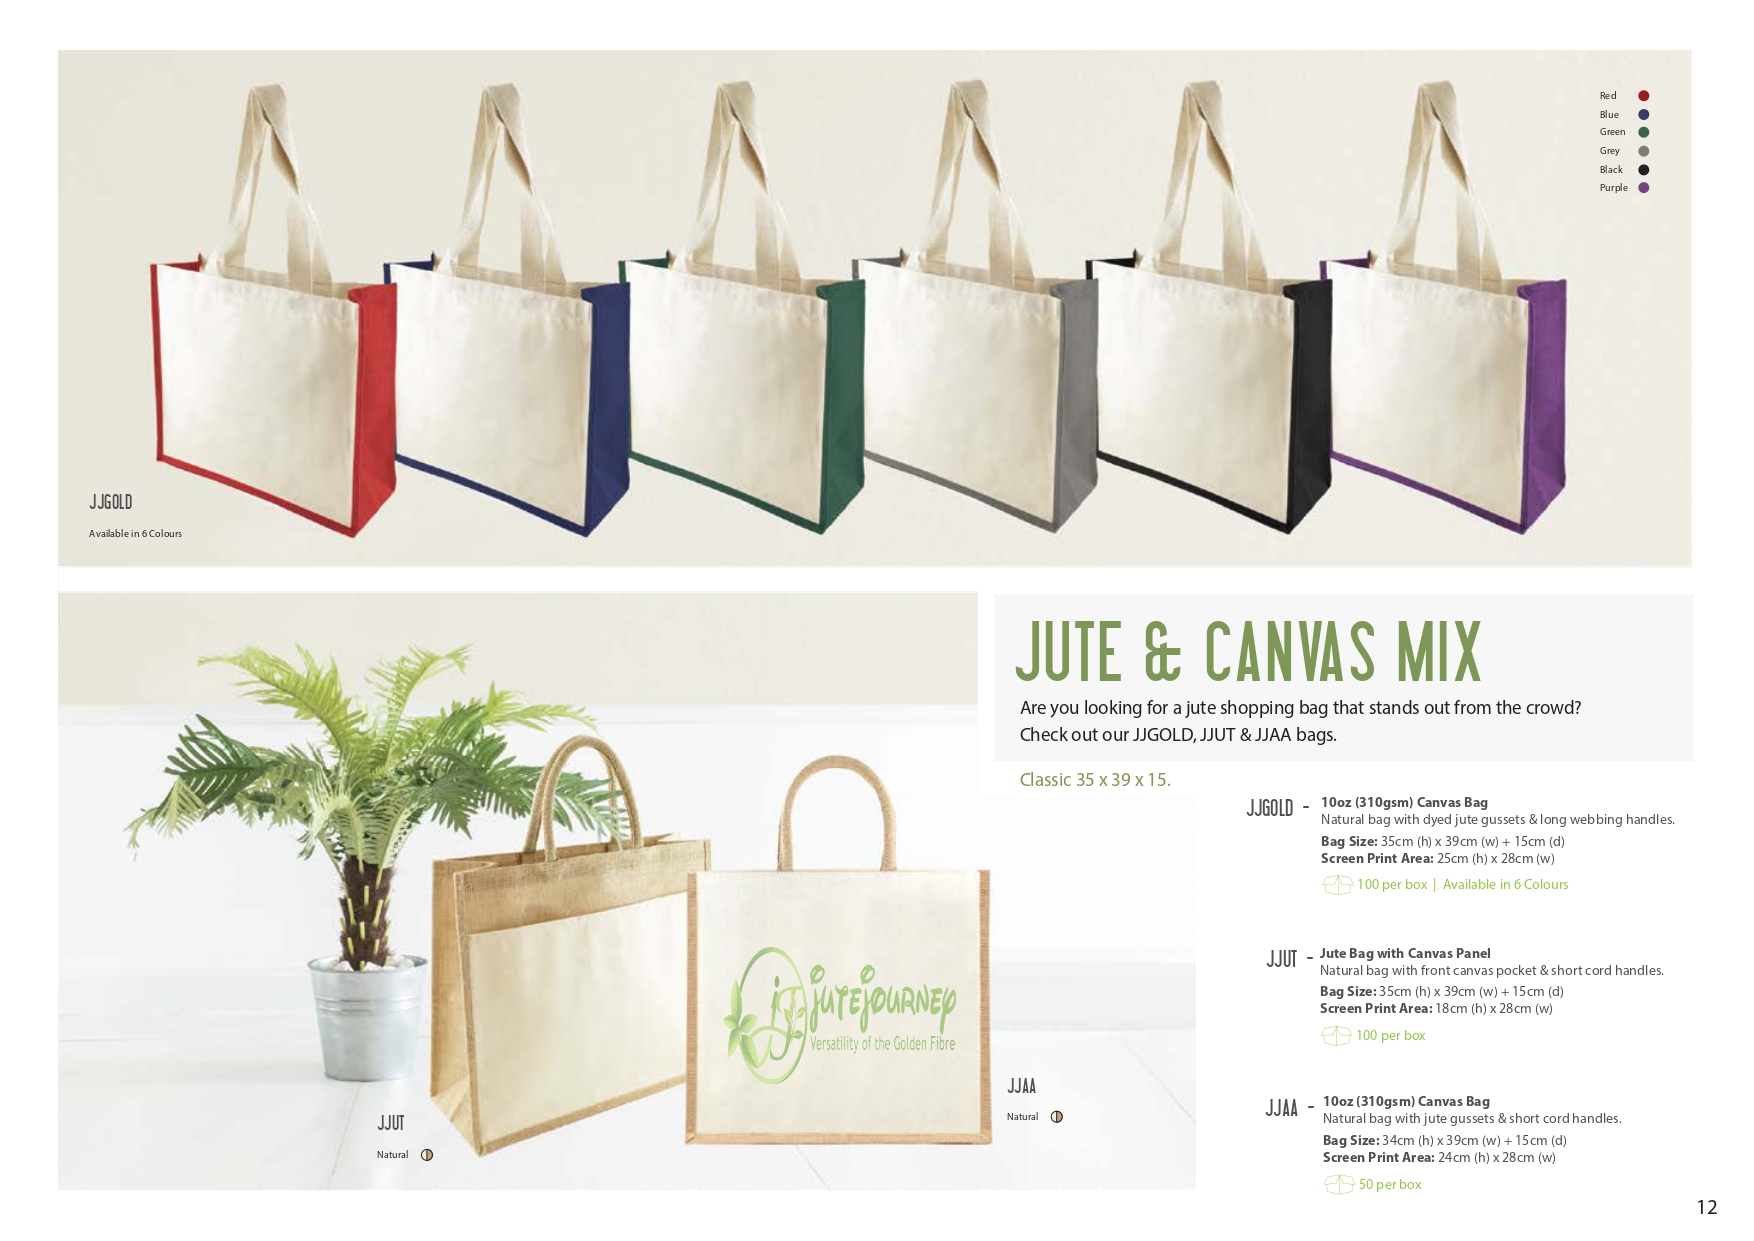 Red
Blue
Green
Grey
Black
Purple
JJGOLD
Available in 6 Colours
JUTE & CANVAS MIX
Are you looking for a jute shopping bag that stands out from the crowd?
Check out our JJGOLD, JJUT & JJAA bags.
Classic 35 x 39 x 15.
JJGOLD - 10oz (310gsm) Canvas Bag
Natural bag with dyed jute gussets & long webbing handles.
Bag Size: 35cm (h) x 39cm (w) + 15cm (d)
Screen Print Area: 25cm (h) x 28cm (w)
100 per box | Available in 6 Colours
JJUT - Jute Bag with Canvas Panel
Natural bag with front canvas pocket & short cord handles.
Bag Size: 35cm (h) x 39cm (w) + 15cm (d)
Screen Print Area: 18cm (h) x 28cm (w)
100 per box
JJAA - 10oz (310gsm) Canvas Bag
Natural bag with jute gussets & short cord handles.
Bag Size: 34cm (h) x 39cm (w) + 15cm (d)
Screen Print Area: 24cm (h) x 28cm (w)
50 per box
jJ
juTEjOURNEy
Versatility of the Golden Fibre
JJUT
Natural
JJAA
Natural
12